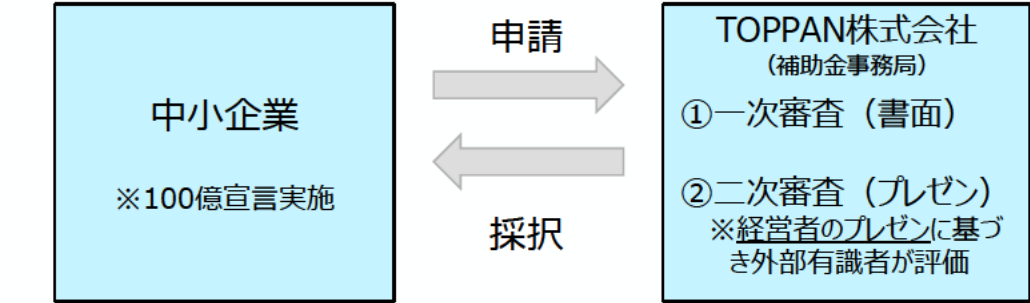 中小企業
※100億宣言実施
申請
採択
TOPPAN株式会社
（補助金事務局）
①一次審査（書面）
②二次審査（プレゼン）
※経営者のプレゼンに基づ
き外部有識者が評価